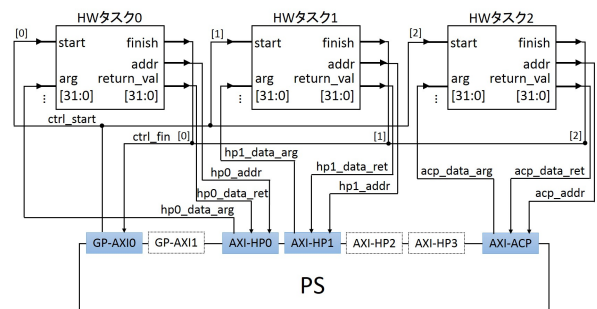 HWタスク0
HWタスク1
HWタスク2
[0]
start
finish
addr
arg
return_val
[31:0]
[31:0]
⋮
[1]
start
finish
addr
arg
return_val
[31:0]
[31:0]
⋮
[2]
start
finish
addr
arg
return_val
[31:0]
[31:0]
⋮
ctrl_start
ctrl_fin
[0]
[1]
[2]
hp0_addr
hp0_data_ret
hp0_data_arg
hp1_data_arg
hp1_data_ret
hp1_addr
acp_data_arg
acp_data_ret
acp_addr
GP-AXI0
GP-AXI1
AXI-HP0
AXI-HP1
AXI-HP2
AXI-HP3
AXI-ACP
PS